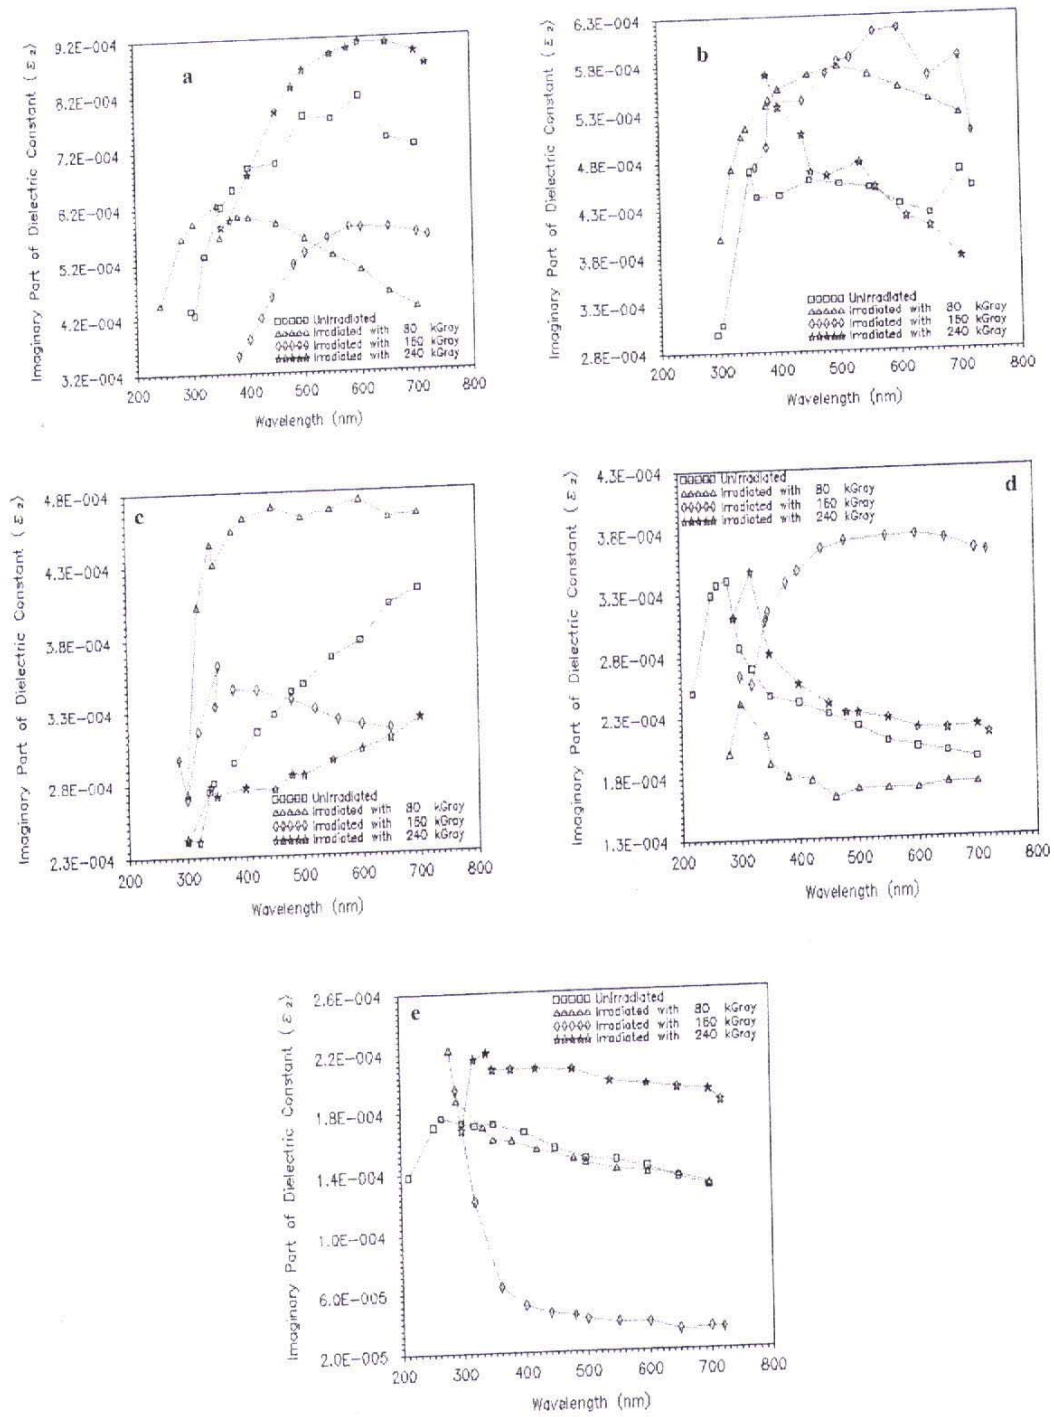 a
Imaginary Part of Dielectric Constant (ε₂)
9.2E-004
8.2E-004
7.2E-004
6.2E-004
5.2E-004
4.2E-004
3.2E-004
Unirradiated
Irradiated with 80 kGray
Irradiated with 160 kGray
Irradiated with 240 kGray
200 300 400 500 600 700 800
Wavelength (nm)
b
Imaginary Part of Dielectric Constant (ε₂)
6.3E-004
5.8E-004
5.3E-004
4.8E-004
4.3E-004
3.8E-004
3.3E-004
2.8E-004
Unirradiated
Irradiated with 80 kGray
Irradiated with 160 kGray
Irradiated with 240 kGray
200 300 400 500 600 700 800
Wavelength (nm)
c
Imaginary Part of Dielectric Constant (ε₂)
4.8E-004
4.3E-004
3.8E-004
3.3E-004
2.8E-004
2.3E-004
Unirradiated
Irradiated with 80 kGray
Irradiated with 160 kGray
Irradiated with 240 kGray
200 300 400 500 600 700 800
Wavelength (nm)
d
Imaginary Part of Dielectric Constant (ε₂)
4.3E-004
3.8E-004
3.3E-004
2.8E-004
2.3E-004
1.8E-004
1.3E-004
Unirradiated
Irradiated with 80 kGray
Irradiated with 160 kGray
Irradiated with 240 kGray
200 300 400 500 600 700 800
Wavelength (nm)
e
Imaginary Part of Dielectric Constant (ε₂)
2.6E-004
2.2E-004
1.8E-004
1.4E-004
1.0E-004
6.0E-005
2.0E-005
Unirradiated
Irradiated with 80 kGray
Irradiated with 160 kGray
Irradiated with 240 kGray
200 300 400 500 600 700 800
Wavelength (nm)